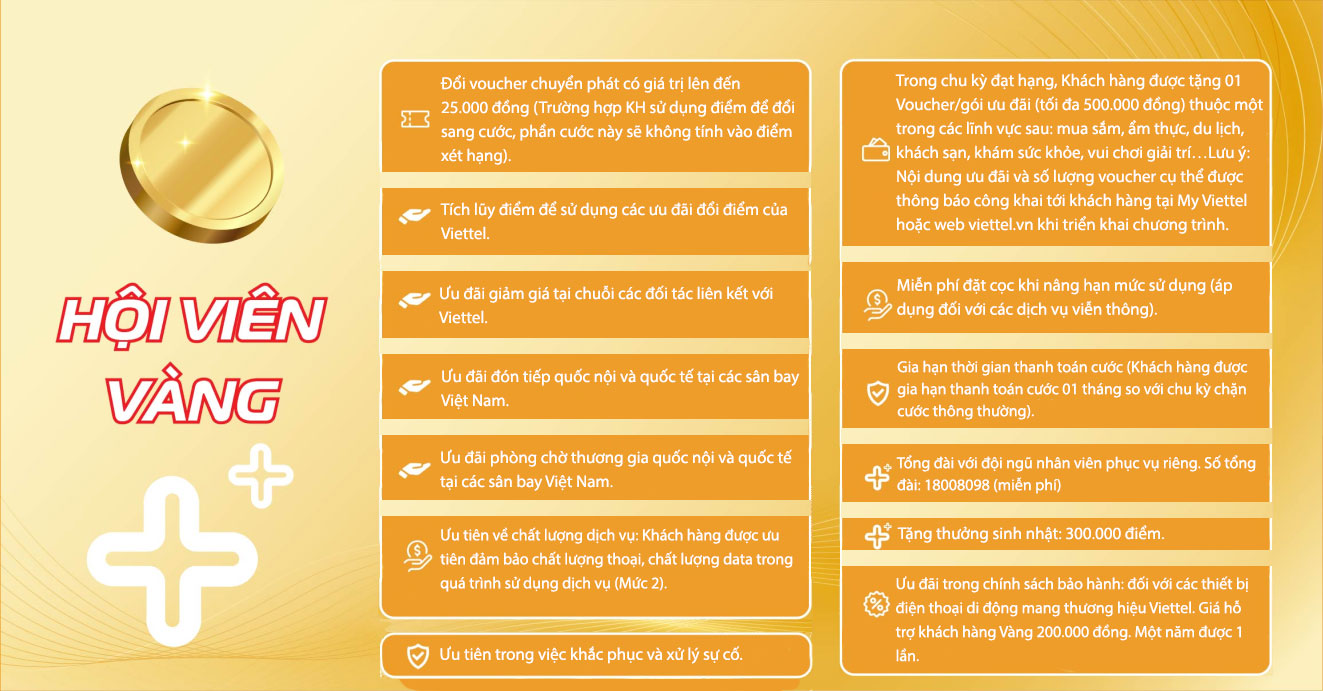 HỘI VIÊN
VÀNG
Đổi voucher chuyển phát có giá trị lên đến
25.000 đồng (Trường hợp KH sử dụng điểm để đổi
sang cước, phần cước này sẽ không tính vào điểm
xét hạng).
Tích lũy điểm để sử dụng các ưu đãi đổi điểm của
Viettel.
Ưu đãi giảm giá tại chuỗi các đối tác liên kết với
Viettel.
Ưu đãi đón tiếp quốc nội và quốc tế tại các sân bay
Việt Nam.
Ưu đãi phòng chờ thương gia quốc nội và quốc tế
tại các sân bay Việt Nam.
Ưu tiên về chất lượng dịch vụ: Khách hàng được ưu
tiên đảm bảo chất lượng thoại, chất lượng data trong
quá trình sử dụng dịch vụ (Mức 2).
Ưu tiên trong việc khắc phục và xử lý sự cố.
Trong chu kỳ đạt hạng, Khách hàng được tặng 01
Voucher/gói ưu đãi (tối đa 500.000 đồng) thuộc một
trong các lĩnh vực sau: mua sắm, ẩm thực, du lịch,
khách sạn, khám sức khỏe, vui chơi giải trí…Lưu ý:
Nội dung ưu đãi và số lượng voucher cụ thể được
thông báo công khai tới khách hàng tại My Viettel
hoặc web viettel.vn khi triển khai chương trình.
Miễn phí đặt cọc khi nâng hạn mức sử dụng (áp
dụng đối với các dịch vụ viễn thông).
Gia hạn thời gian thanh toán cước (Khách hàng được
gia hạn thanh toán cước 01 tháng so với chu kỳ chặn
cước thông thường).
Tổng đài với đội ngũ nhân viên phục vụ riêng. Số tổng
đài: 18008098 (miễn phí)
Tặng thưởng sinh nhật: 300.000 điểm.
Ưu đãi trong chính sách bảo hành: đối với các thiết bị
điện thoại di động mang thương hiệu Viettel. Giá hỗ
trợ khách hàng Vàng 200.000 đồng. Một năm được 1
lần.